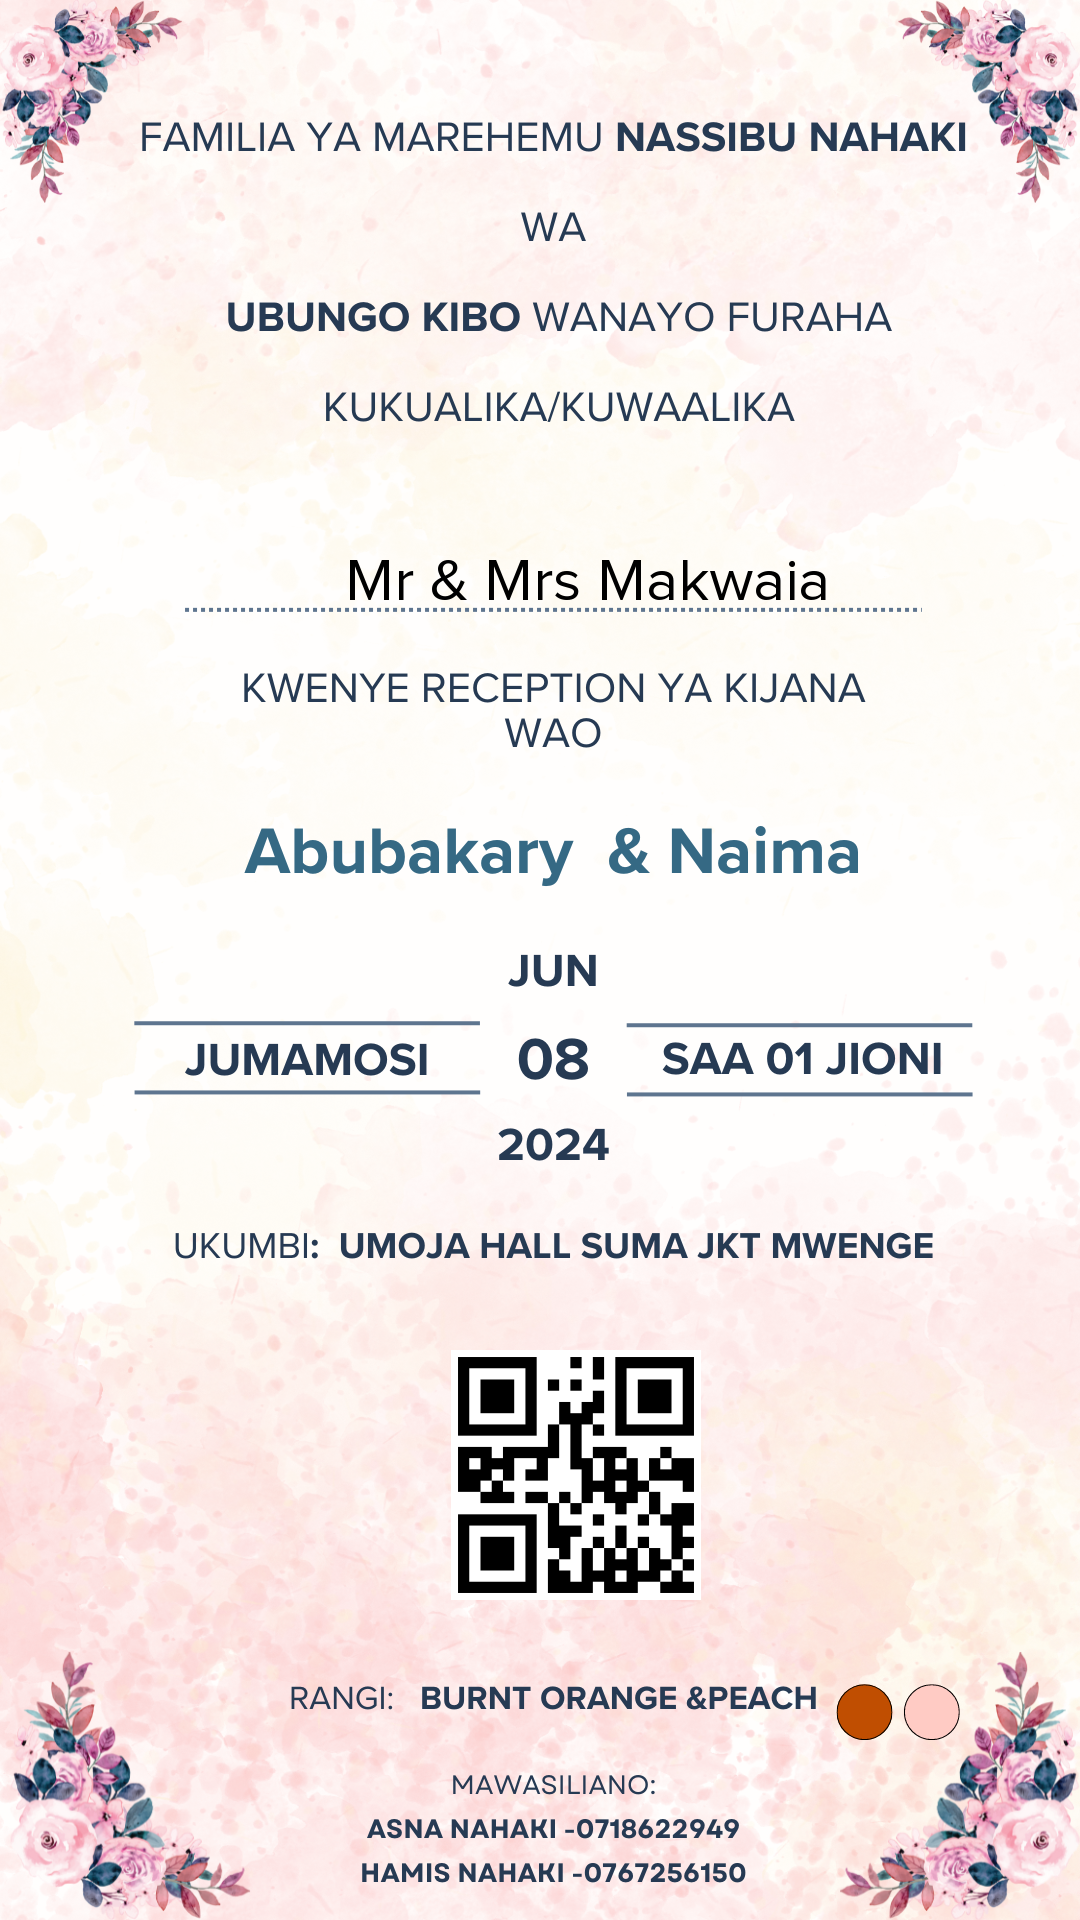 FAMILIA YA MAREHEMU NASSIBU NAHAKI
WA
UBUNGO KIBO WANAYO FURAHA
KUKUALIKA/KUWAALIKA
Mr & Mrs Makwaia
KWENYE RECEPTION YA KIJANA
WAO
Abubakary & Naima
JUN
JUMAMOSI 08 SAA 01 JIONI
2024
UKUMBI: UMOJA HALL SUMA JKT MWENGE
RANGI: BURNT ORANGE &PEACH
MAWASILIANO:
ASNA NAHAKI -0718622949
HAMIS NAHAKI -0767256150